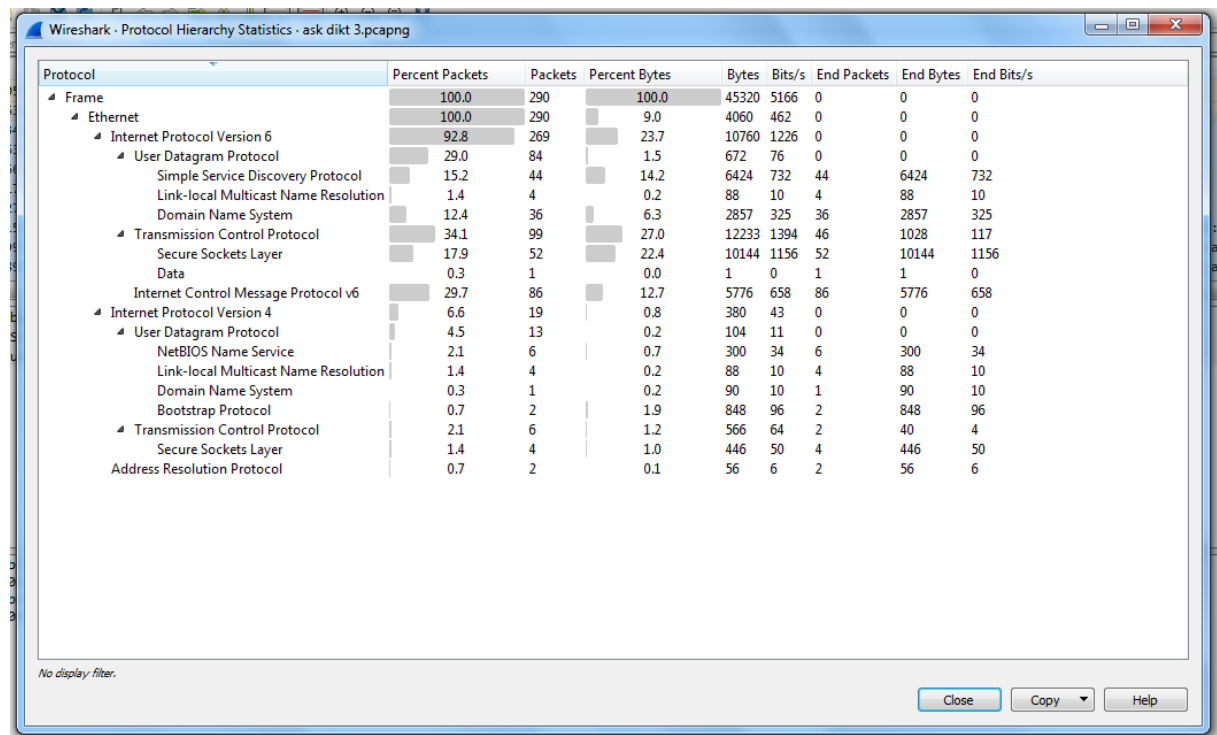 Wireshark · Protocol Hierarchy Statistics · ask dikt 3.pcapng
Protocol Percent Packets Packets Percent Bytes Bytes Bits/s End Packets End Bytes End Bits/s
Frame 100.0 290 100.0 45320 5166 0 0 0
Ethernet 100.0 290 9.0 4060 462 0 0 0
Internet Protocol Version 6 92.8 269 23.7 10760 1226 0 0 0
User Datagram Protocol 29.0 84 1.5 672 76 0 0 0
Simple Service Discovery Protocol 15.2 44 14.2 6424 732 44 6424 732
Link-local Multicast Name Resolution 1.4 4 0.2 88 10 4 88 10
Domain Name System 12.4 36 6.3 2857 325 36 2857 325
Transmission Control Protocol 34.1 99 27.0 12233 1394 46 1028 117
Secure Sockets Layer 17.9 52 22.4 10144 1156 52 10144 1156
Data 0.3 1 0.0 1 0 1 1 0
Internet Control Message Protocol v6 29.7 86 12.7 5776 658 86 5776 658
Internet Protocol Version 4 6.6 19 0.8 380 43 0 0 0
User Datagram Protocol 4.5 13 0.2 104 11 0 0 0
NetBIOS Name Service 2.1 6 0.7 300 34 6 300 34
Link-local Multicast Name Resolution 1.4 4 0.2 88 10 4 88 10
Domain Name System 0.3 1 0.2 90 10 1 90 10
Bootstrap Protocol 0.7 2 1.9 848 96 2 848 96
Transmission Control Protocol 2.1 6 1.2 566 64 2 40 4
Secure Sockets Layer 1.4 4 1.0 446 50 4 446 50
Address Resolution Protocol 0.7 2 0.1 56 6 2 56 6
No display filter.
Close Copy Help